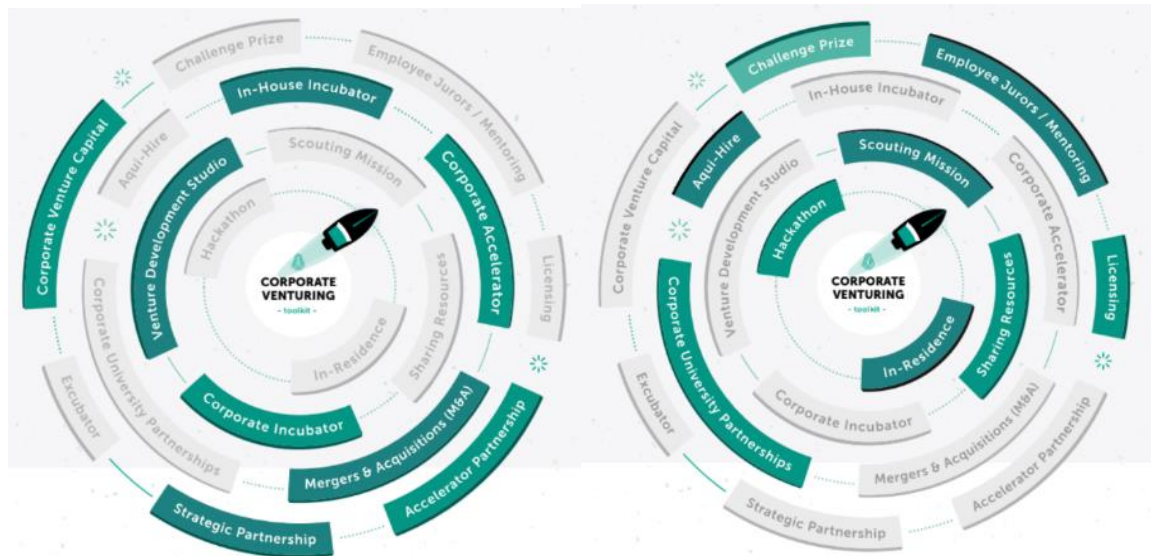 Challenge Prize
Employee Jurors / Mentoring
In-House Incubator
Corporate Venture Capital
Aqui-Hire
Scouting Mission
Corporate Accelerator
Venture Development Studio
Hackathon
CORPORATE
VENTURING
- toolkit -
Sharing Resources
Licensing
In-Residence
Corporate University Partnerships
Excubator
Corporate Incubator
Mergers & Acquisitions (M&A)
Accelerator Partnership
Strategic Partnership
Challenge Prize
Employee Jurors / Mentoring
In-House Incubator
Corporate Venture Capital
Aqui-Hire
Scouting Mission
Corporate Accelerator
Venture Development Studio
Hackathon
CORPORATE
VENTURING
- toolkit -
Sharing Resources
Licensing
In-Residence
Corporate University Partnerships
Excubator
Corporate Incubator
Mergers & Acquisitions (M&A)
Accelerator Partnership
Strategic Partnership